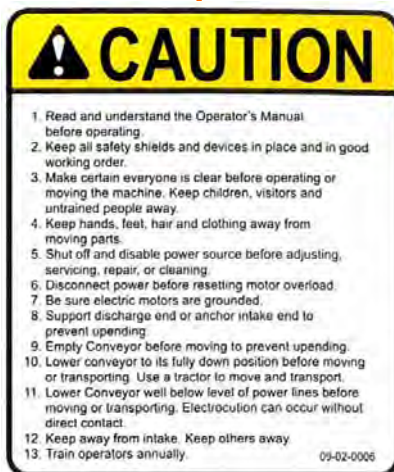 CAUTION
1. Read and understand the Operator's Manual
before operating.
2. Keep all safety shields and devices in place and in good
working order.
3. Make certain everyone is clear before operating or
moving the machine. Keep children, visitors and
untrained people away.
4. Keep hands, feet, hair and clothing away from
moving parts.
5. Shut off and disable power source before adjusting,
servicing, repair, or cleaning.
6. Disconnect power before resetting motor overload.
7. Be sure electric motors are grounded.
8. Support discharge end or anchor intake end to
prevent upending.
9. Empty Conveyor before moving to prevent upending.
10. Lower conveyor to its fully down position before moving
or transporting. Use a tractor to move and transport.
11. Lower Conveyor well below level of power lines before
moving or transporting. Electrocution can occur without
direct contact.
12. Keep away from intake. Keep others away.
13. Train operators annually.
09-02-0006